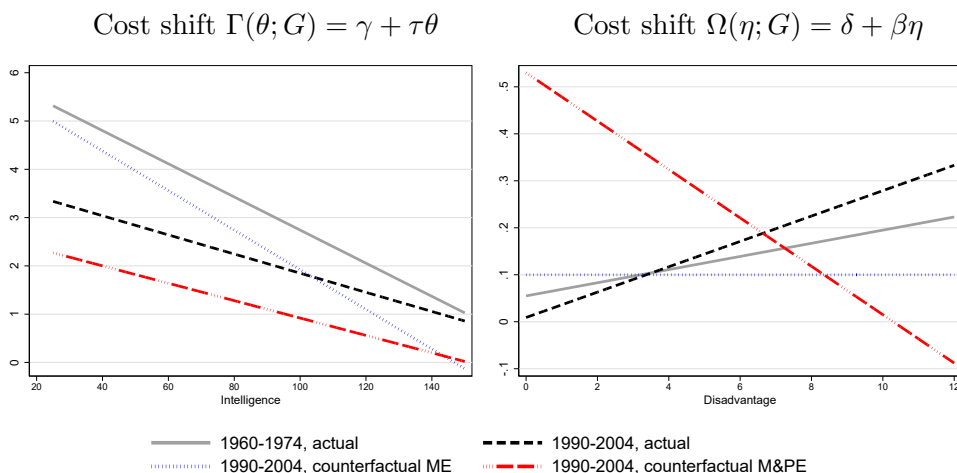 Cost shift Γ(θ; G) = γ + τθ
Cost shift Ω(η; G) = δ + βη
6
5
4
3
2
1
0
20 40 60 80 100 120 140
Intelligence
.5
.4
.3
.2
.1
0
-.1
0 2 4 6 8 10 12
Disadvantage
1960-1974, actual
1990-2004, actual
1990-2004, counterfactual ME
1990-2004, counterfactual M&PE